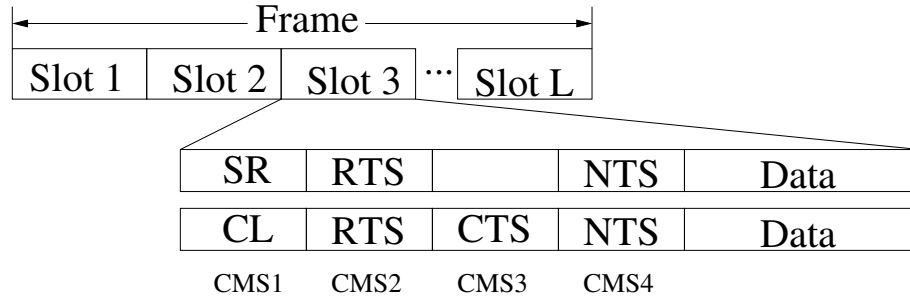 Frame
Slot 1 Slot 2 Slot 3 ... Slot L
SR RTS NTS Data
CL RTS CTS NTS Data
CMS1 CMS2 CMS3 CMS4